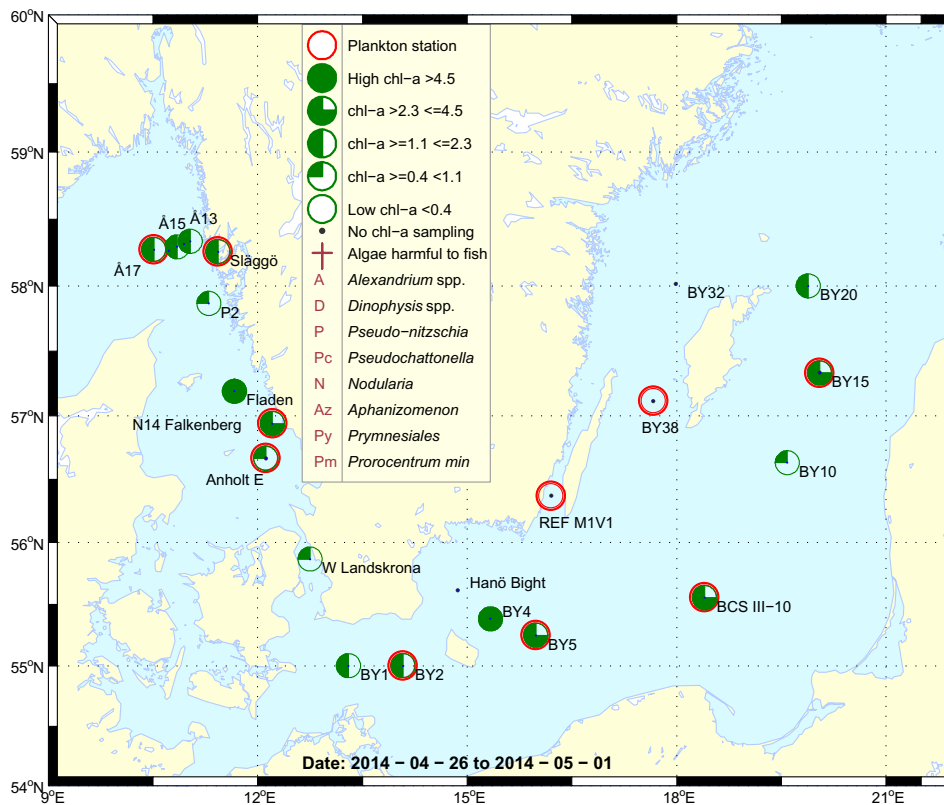 60°N
59°N
58°N
57°N
56°N
55°N
54°N
9°E
12°E
15°E
18°E
21°E
Plankton station
High chl−a >4.5
chl−a >2.3 <=4.5
chl−a >=1.1 <=2.3
chl−a >=0.4 <1.1
Low chl−a <0.4
No chl−a sampling
Algae harmful to fish
A Alexandrium spp.
D Dinophysis spp.
P Pseudo−nitzschia
Pc Pseudochattonella
N Nodularia
Az Aphanizomenon
Py Prymnesiales
Pm Prorocentrum min
Å15
Å13
Å17
Släggö
P2
Fladen
N14 Falkenberg
Anholt E
W Landskrona
Hanö Bight
BY4
BY5
BY1
BY2
REF M1V1
BY38
BY32
BY20
BY15
BY10
BCS III−10
Date: 2014 − 04 − 26 to 2014 − 05 − 01